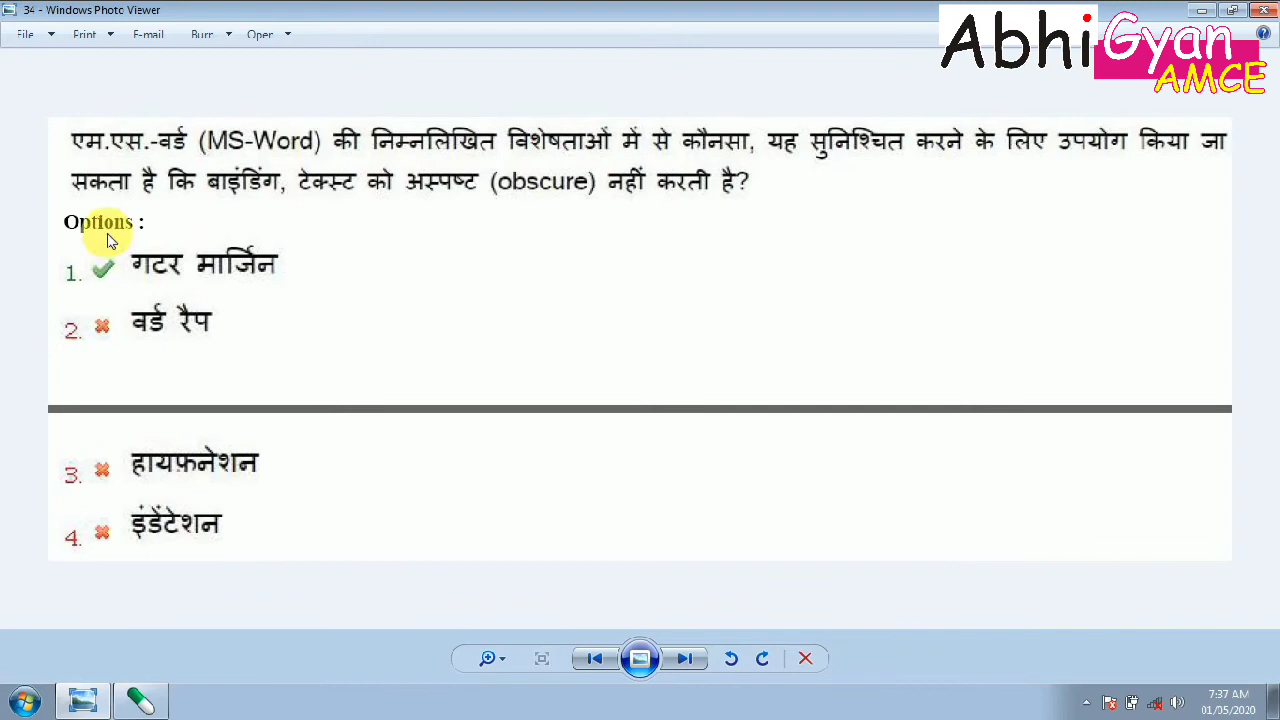 34 - Windows Photo Viewer
File Print E-mail Burn Open
Abhi Gyan
AMCE
एम.एस.-वर्ड (MS-Word) की निम्नलिखित विशेषताओं में से कौनसा, यह सुनिश्चित करने के लिए उपयोग किया जा
सकता है कि बाइंडिंग, टेक्स्ट को अस्पष्ट (obscure) नहीं करती है?
Options :
1. गटर मार्जिन
2. वर्ड रैप
3. हायफ़नेशन
4. इंडेंटेशन
7:37 AM
01/05/2020